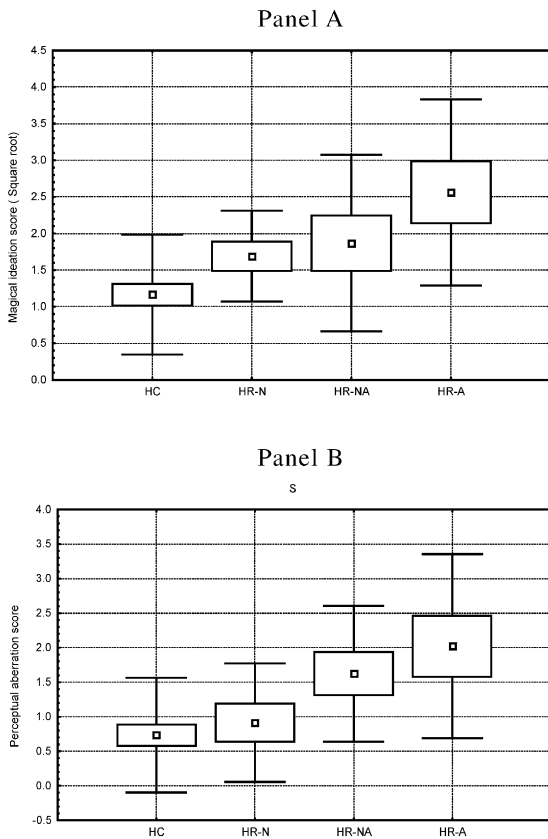 Panel A
4.5
4.0
3.5
3.0
2.5
2.0
1.5
1.0
0.5
0.0
Magical ideation score ( Square root)
HC HR-N HR-NA HR-A
Panel B
S
4.0
3.5
3.0
2.5
2.0
1.5
1.0
0.5
0.0
-0.5
Perceptual aberration score
HC HR-N HR-NA HR-A